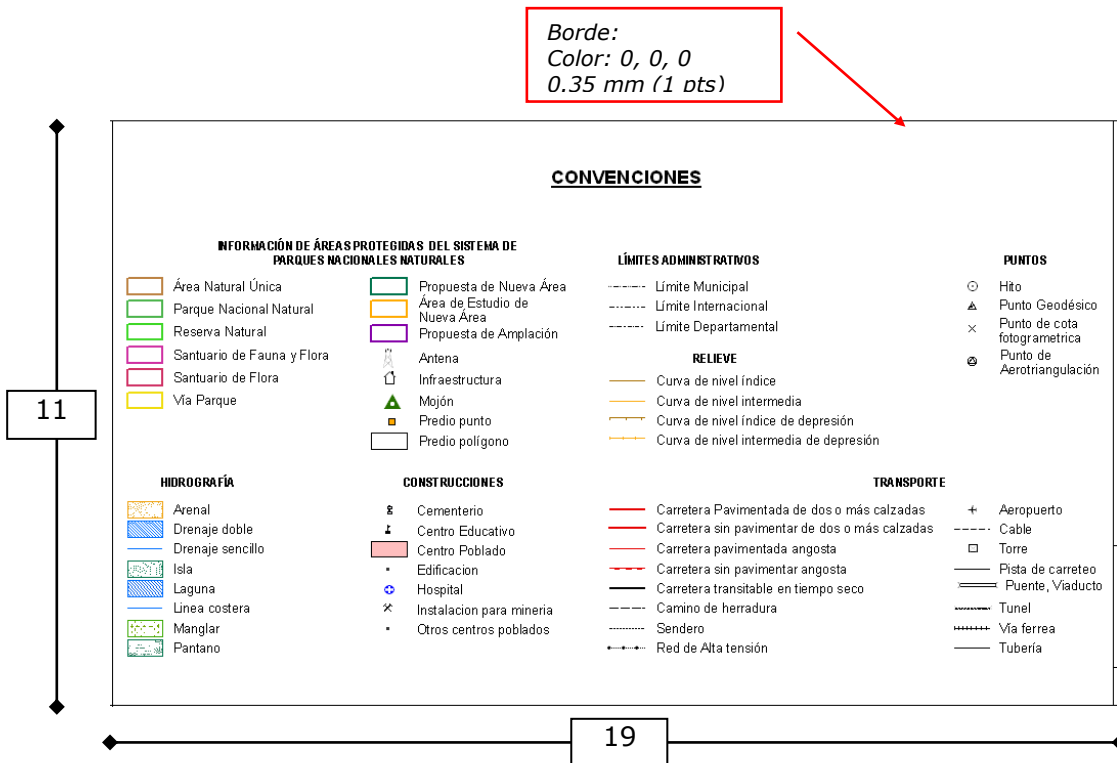 Borde:
Color: 0, 0, 0
0.35 mm (1 pts)
CONVENCIONES
INFORMACIÓN DE ÁREAS PROTEGIDAS DEL SISTEMA DE
PARQUES NACIONALES NATURALES
Área Natural Única
Parque Nacional Natural
Reserva Natural
Santuario de Fauna y Flora
Santuario de Flora
Vía Parque
Propuesta de Nueva Área
Área de Estudio de
Nueva Área
Propuesta de Amplación
Antena
Infraestructura
Mojón
Predio punto
Predio polígono
LÍMITES ADMINISTRATIVOS
Límite Municipal
Límite Internacional
Límite Departamental
RELIEVE
Curva de nivel índice
Curva de nivel intermedia
Curva de nivel índice de depresión
Curva de nivel intermedia de depresión
PUNTOS
Hito
Punto Geodésico
Punto de cota
fotogrametrica
Punto de
Aerotriangulación
11
HIDROGRAFÍA
Arenal
Drenaje doble
Drenaje sencillo
Isla
Laguna
Linea costera
Manglar
Pantano
CONSTRUCCIONES
Cementerio
Centro Educativo
Centro Poblado
Edificacion
Hospital
Instalacion para mineria
Otros centros poblados
TRANSPORTE
Carretera Pavimentada de dos o más calzadas
Carretera sin pavimentar de dos o más calzadas
Carretera pavimentada angosta
Carretera sin pavimentar angosta
Carretera transitable en tiempo seco
Camino de herradura
Sendero
Red de Alta tensión
Aeropuerto
Cable
Torre
Pista de carreteo
Puente, Viaducto
Tunel
Vía ferrea
Tubería
19